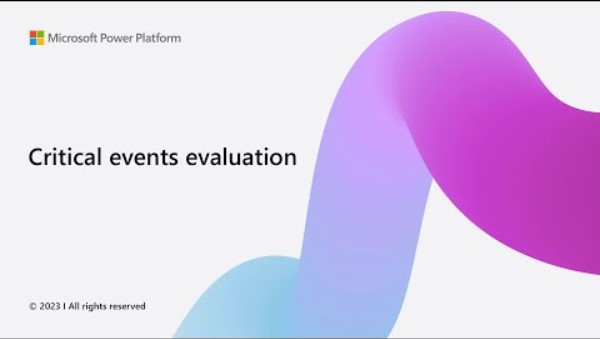 Microsoft Power Platform
Critical events evaluation
© 2023 I All rights reserved